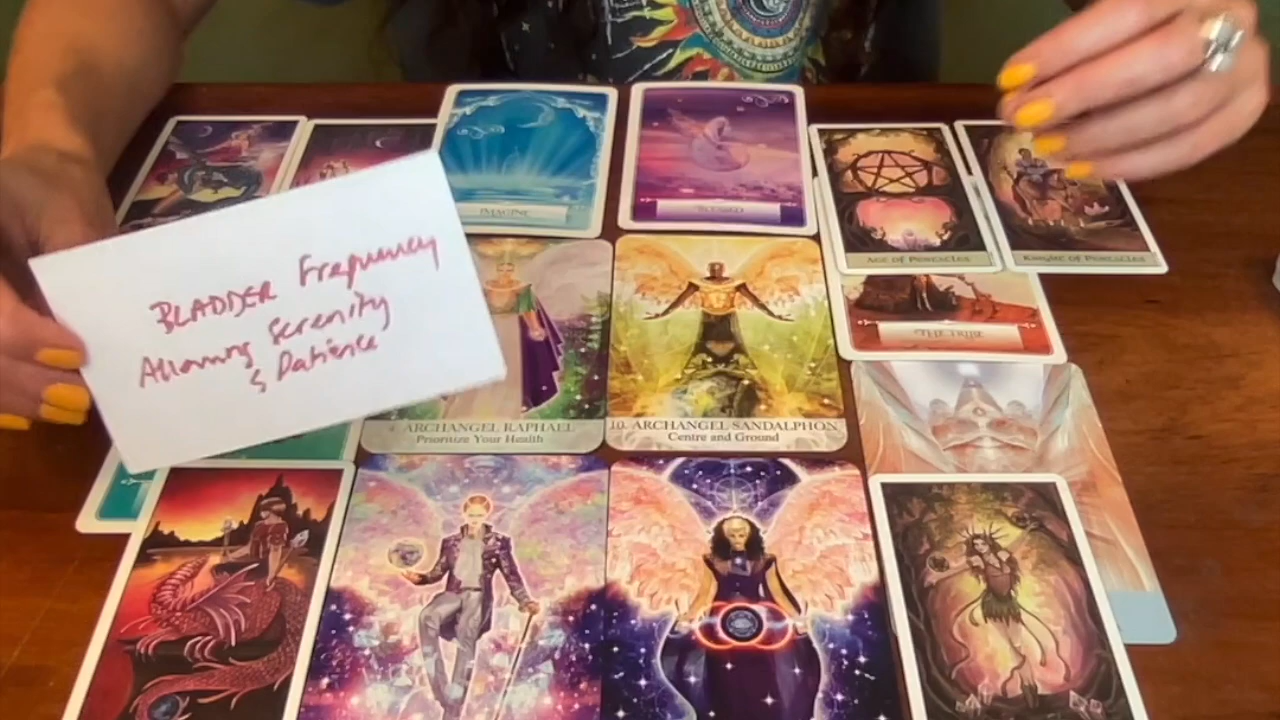 IMAGINE
ACE OF PENTACLES
KNIGHT OF PENTACLES
BLADDER Frequency
Allowing Serenity
& Patience
THE TRIBE
ARCHANGEL RAPHAEL
Prioritize Your Health
10. ARCHANGEL SANDALPHON
Centre and Ground